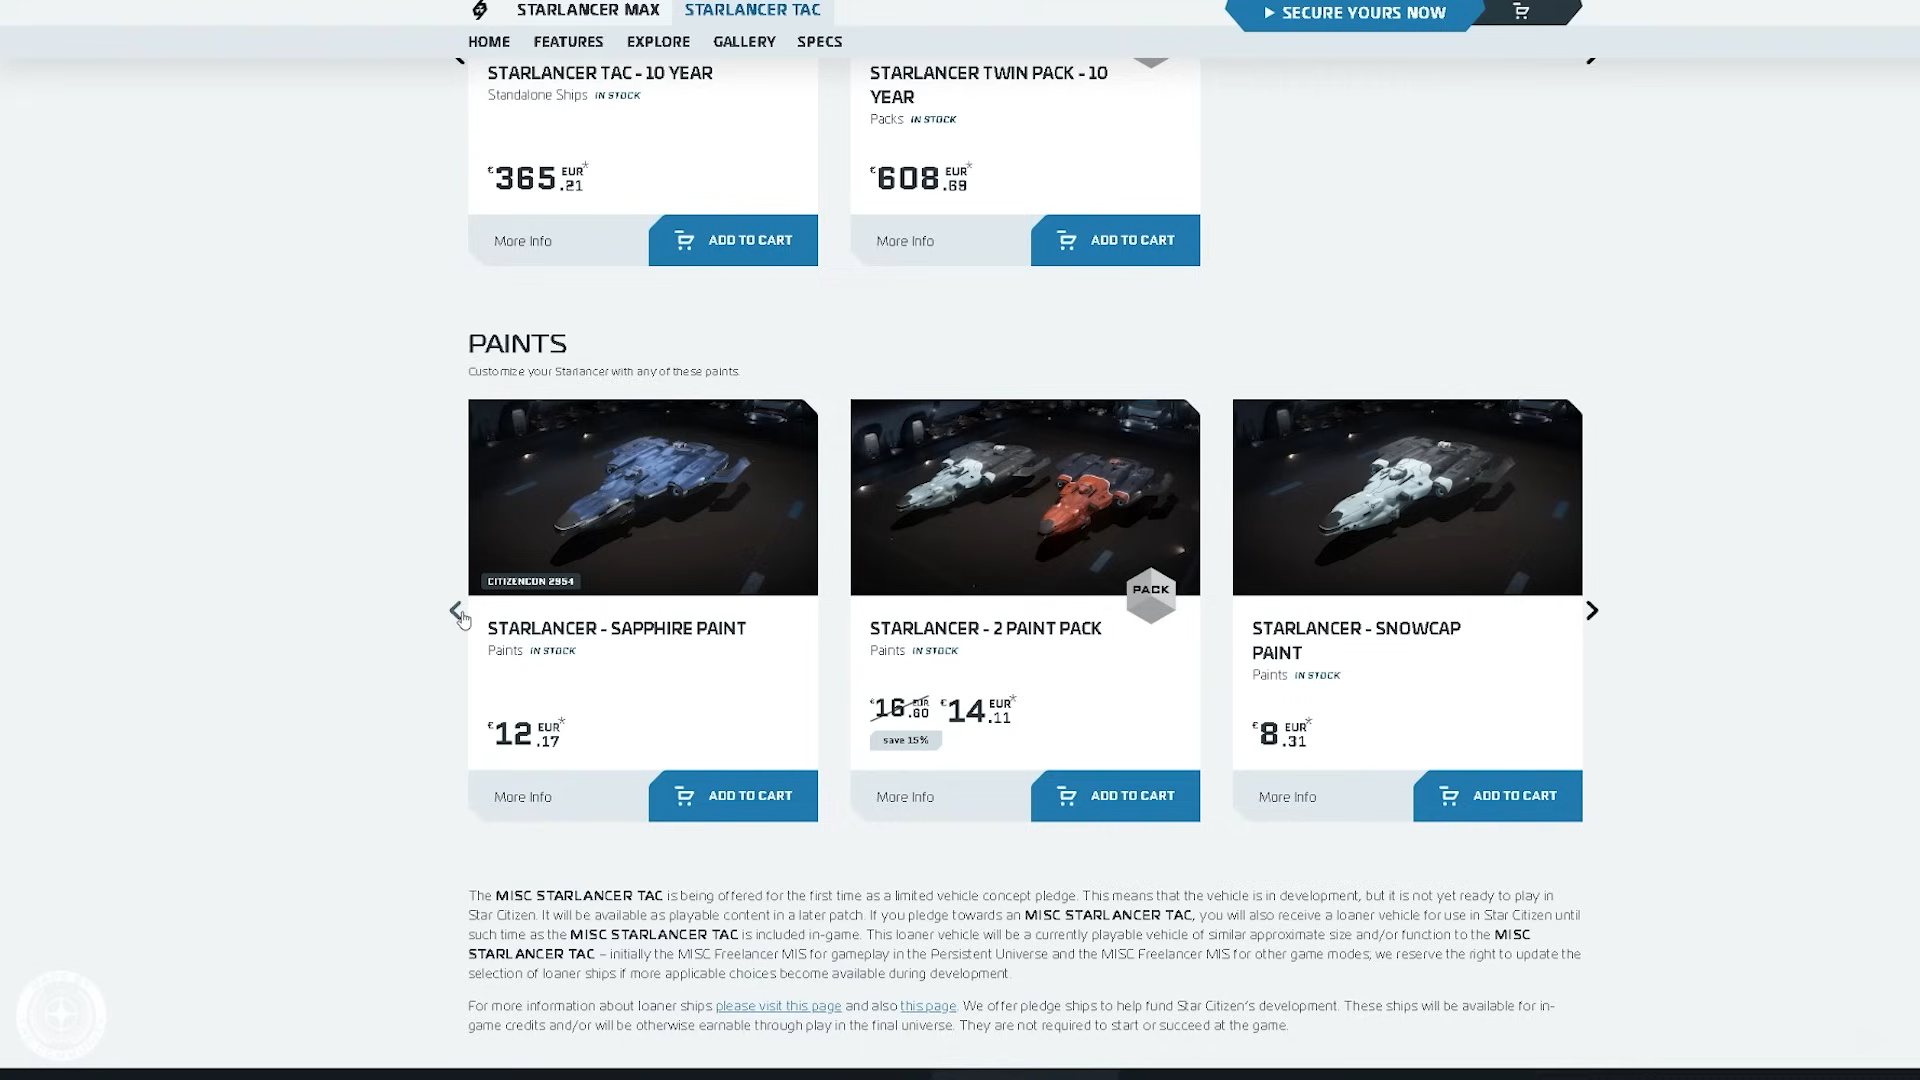 STARLANCER MAX STARLANCER TAC
SECURE YOURS NOW
HOME FEATURES EXPLORE GALLERY SPECS
STARLANCER TAC - 10 YEAR
Standalone Ships IN STOCK
€365.21 EUR*
More Info ADD TO CART
STARLANCER TWIN PACK - 10
YEAR
Packs IN STOCK
€608.69 EUR*
More Info ADD TO CART
PAINTS
Customize your Starlancer with any of these paints.
CITIZENCON 2954
STARLANCER - SAPPHIRE PAINT
Paints IN STOCK
€12.17 EUR*
More Info ADD TO CART
PACK
STARLANCER - 2 PAINT PACK
Paints IN STOCK
€16.60 EUR €14.11 EUR*
save 15%
More Info ADD TO CART
STARLANCER - SNOWCAP
PAINT
Paints IN STOCK
€8.31 EUR*
More Info ADD TO CART
The MISC STARLANCER TAC is being offered for the first time as a limited vehicle concept pledge. This means that the vehicle is in development, but it is not yet ready to play in
Star Citizen. It will be available as playable content in a later patch. If you pledge towards an MISC STARLANCER TAC, you will also receive a loaner vehicle for use in Star Citizen until
such time as the MISC STARLANCER TAC is included in-game. This loaner vehicle will be a currently playable vehicle of similar approximate size and/or function to the MISC
STARLANCER TAC – initially the MISC Freelancer MIS for gameplay in the Persistent Universe and the MISC Freelancer MIS for other game modes; we reserve the right to update the
selection of loaner ships if more applicable choices become available during development.
For more information about loaner ships please visit this page and also this page. We offer pledge ships to help fund Star Citizen's development. These ships will be available for in-
game credits and/or will be otherwise earnable through play in the final universe. They are not required to start or succeed at the game.